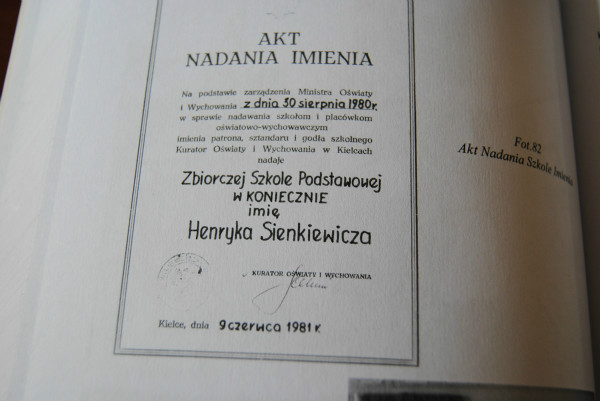 AKT
NADANIA IMIENIA
Na podstawie zarządzenia Ministra Oświaty
i Wychowania z dnia 30 sierpnia 1980r.
w sprawie nadawania szkołom i placówkom
oświatowo-wychowawczym
imienia patrona, sztandaru i godła szkolnego
Kurator Oświaty i Wychowania w Kielcach
nadaje
Zbiorczej Szkole Podstawowej
w KONIECZNIE
imię
Henryka Sienkiewicza
KURATOR OŚWIATY I WYCHOWANIA
Kielce, dnia 9 czerwca 1981 r.
Fot.82
Akt Nadania Szkole Imienia